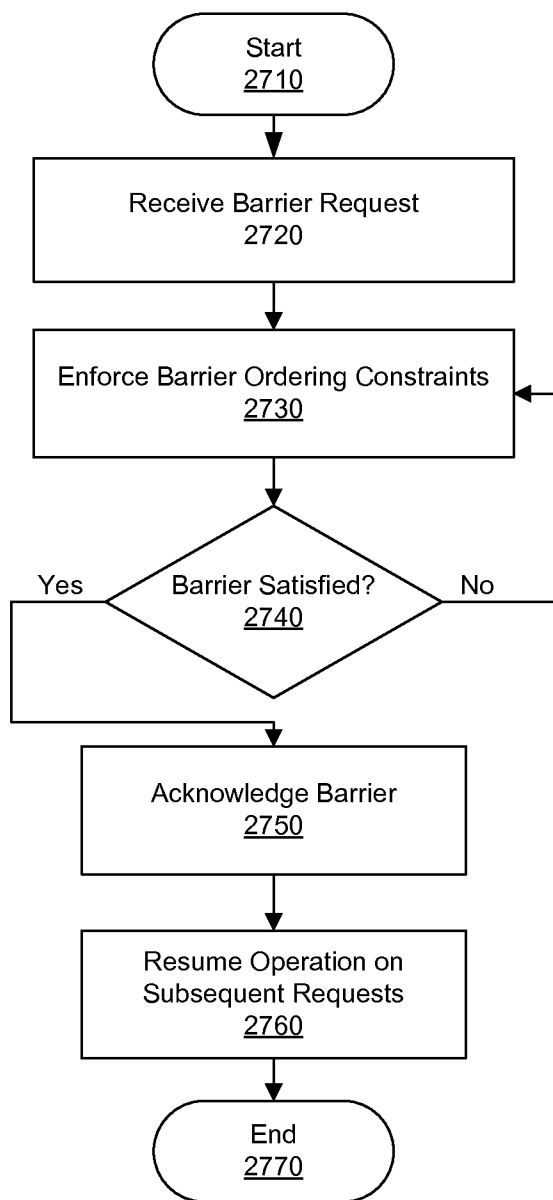 Start
2710
Receive Barrier Request
2720
Enforce Barrier Ordering Constraints
2730
Yes
Barrier Satisfied?
No
2740
Acknowledge Barrier
2750
Resume Operation on
Subsequent Requests
2760
End
2770